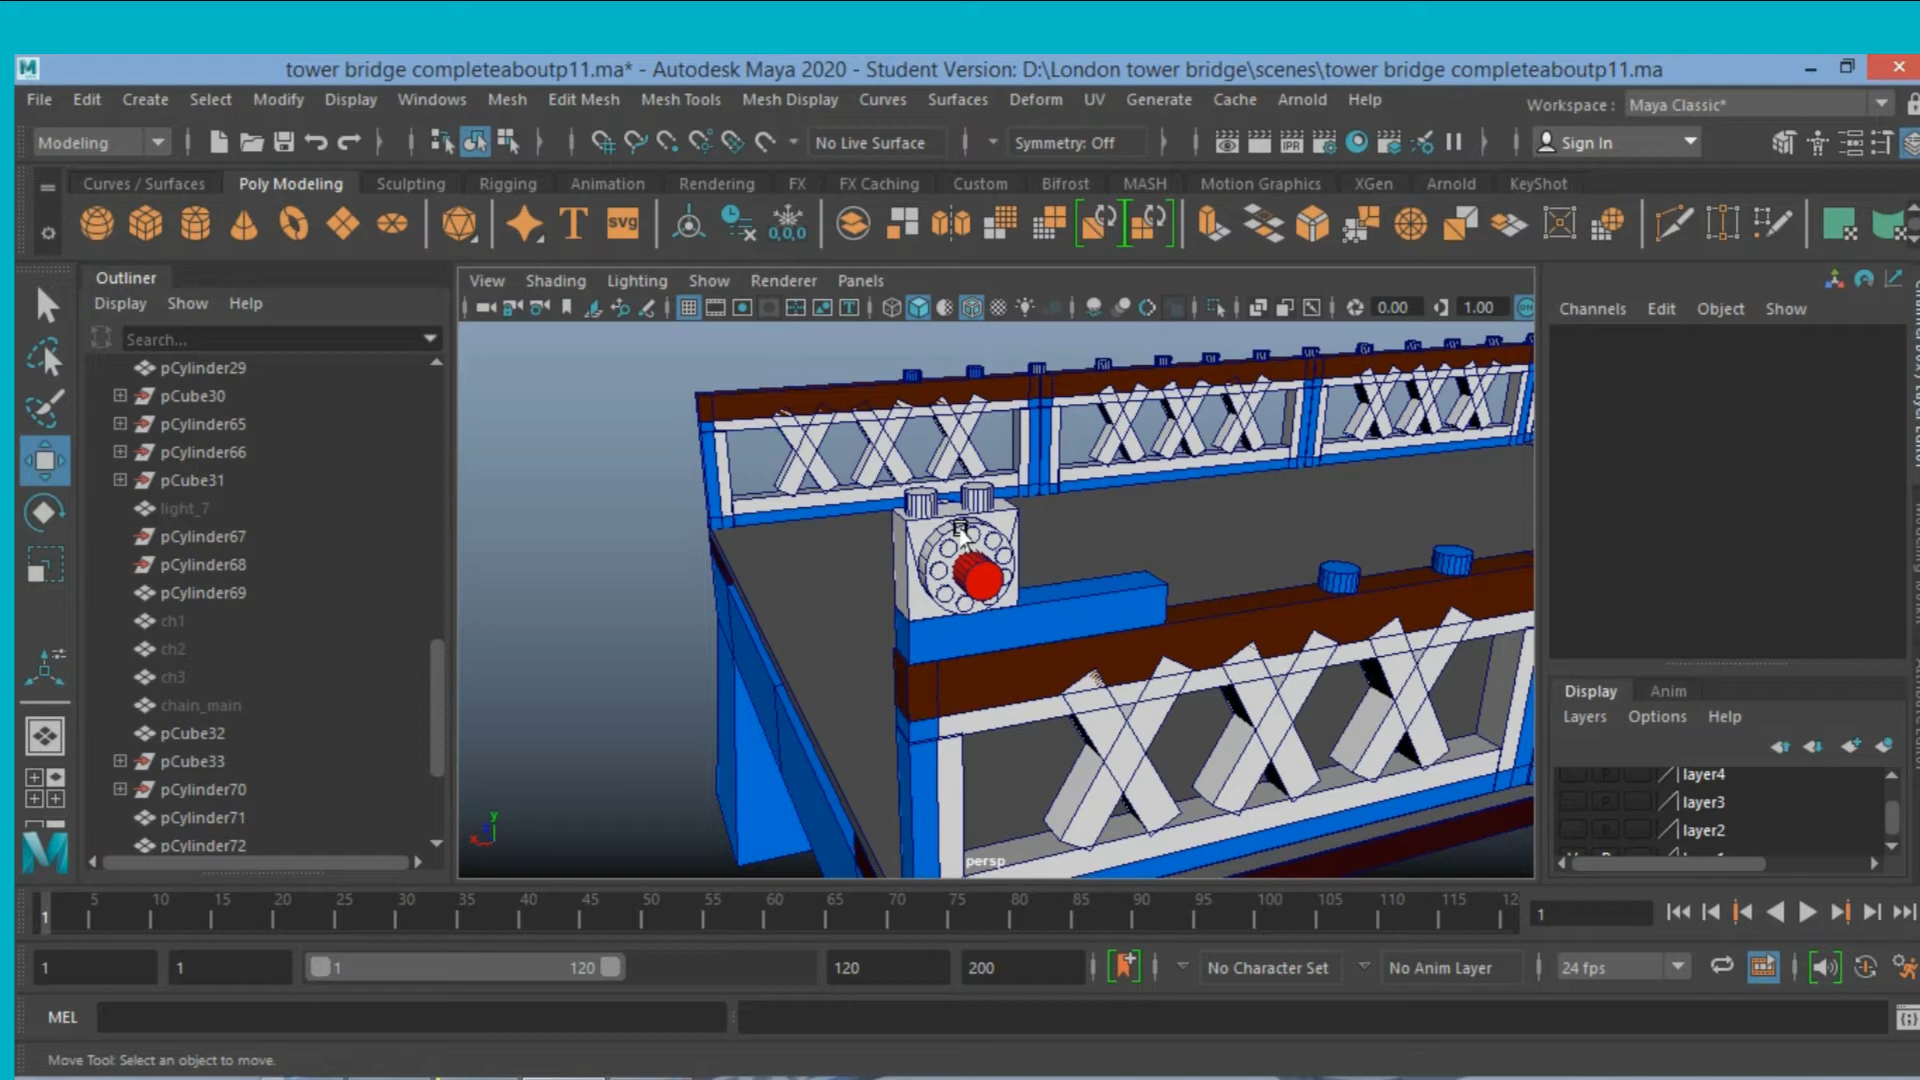 tower bridge completeaboutp11.ma* - Autodesk Maya 2020 - Student Version: D:\London tower bridge\scenes\tower bridge completeaboutp11.ma
File Edit Create Select Modify Display Windows Mesh Edit Mesh Mesh Tools Mesh Display Curves Surfaces Deform UV Generate Cache Arnold Help
Workspace : Maya Classic*
Modeling
No Live Surface
Symmetry: Off
IPR
Sign In
Curves / Surfaces Poly Modeling Sculpting Rigging Animation Rendering FX FX Caching Custom Bifrost MASH Motion Graphics XGen Arnold KeyShot
T
svg
0,0,0
Outliner
Display Show Help
Search...
pCylinder29
pCube30
pCylinder65
pCylinder66
pCube31
light_7
pCylinder67
pCylinder68
pCylinder69
ch1
ch2
ch3
chain_main
pCube32
pCube33
pCylinder70
pCylinder71
pCylinder72
View Shading Lighting Show Renderer Panels
0.00
1.00
ON
y
x
persp
Channels Edit Object Show
Display Anim
Layers Options Help
layer4
layer3
layer2
1 5 10 15 20 25 30 35 40 45 50 55 60 65 70 75 80 85 90 95 100 105 110 115 12
1
1
1
1 120
120
200
No Character Set
No Anim Layer
24 fps
MEL
Move Tool: Select an object to move.